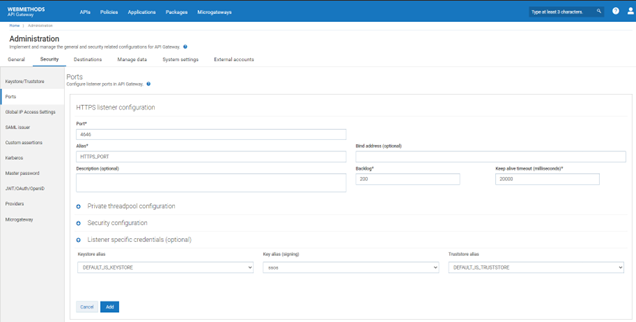 WEBMETHODS
API Gateway
APIs Policies Applications Packages Microgateways
Type at least 3 characters.
Home Administration
Administration
Implement and manage the general and security related configurations for API Gateway.
General Security Destinations Manage data System settings External accounts
Keystore/Truststore
Ports
Global IP Access Settings
SAML issuer
Custom assertions
Kerberos
Master password
JWT/OAuth/OpenID
Providers
Microgateway
Ports
Configure listener ports in API Gateway.
HTTPS listener configuration
Port*
4646
Alias* Bind address (optional)
HTTPS_PORT
Description (optional) Backlog* Keep alive timeout (milliseconds)*
200 20000
Private threadpool configuration
Security configuration
Listener specific credentials (optional)
Keystore alias Key alias (signing) Truststore alias
DEFAULT_IS_KEYSTORE DEFAULT_IS_TRUSTSTORE
Cancel Add